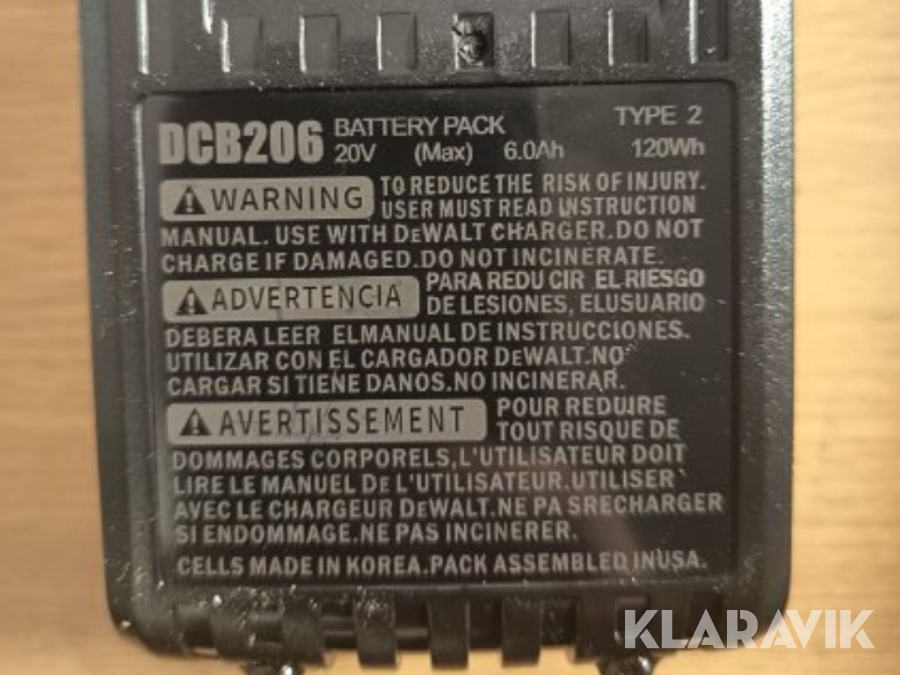 DCB206 BATTERY PACK TYPE 2
20V (Max) 6.0Ah 120Wh
WARNING TO REDUCE THE RISK OF INJURY.
USER MUST READ INSTRUCTION
MANUAL. USE WITH DEWALT CHARGER.DO NOT
CHARGE IF DAMAGED.DO NOT INCINERATE.
ADVERTENCIA PARA REDU CIR EL RIESGO
DE LESIONES, ELUSUARIO
DEBERA LEER ELMANUAL DE INSTRUCCIONES.
UTILIZAR CON EL CARGADOR DEWALT.NO
CARGAR SI TIENE DANOS.NO INCINERAR.
AVERTISSEMENT POUR REDUIRE
TOUT RISQUE DE
DOMMAGES CORPORELS,L'UTILISATEUR DOIT
LIRE LE MANUEL DE L'UTILISATEUR.UTILISER
AVEC LE CHARGEUR DEWALT.NE PA SRECHARGER
SI ENDOMMAGE.NE PAS INCINERER.
CELLS MADE IN KOREA.PACK ASSEMBLED INUSA.
KLARAVIK